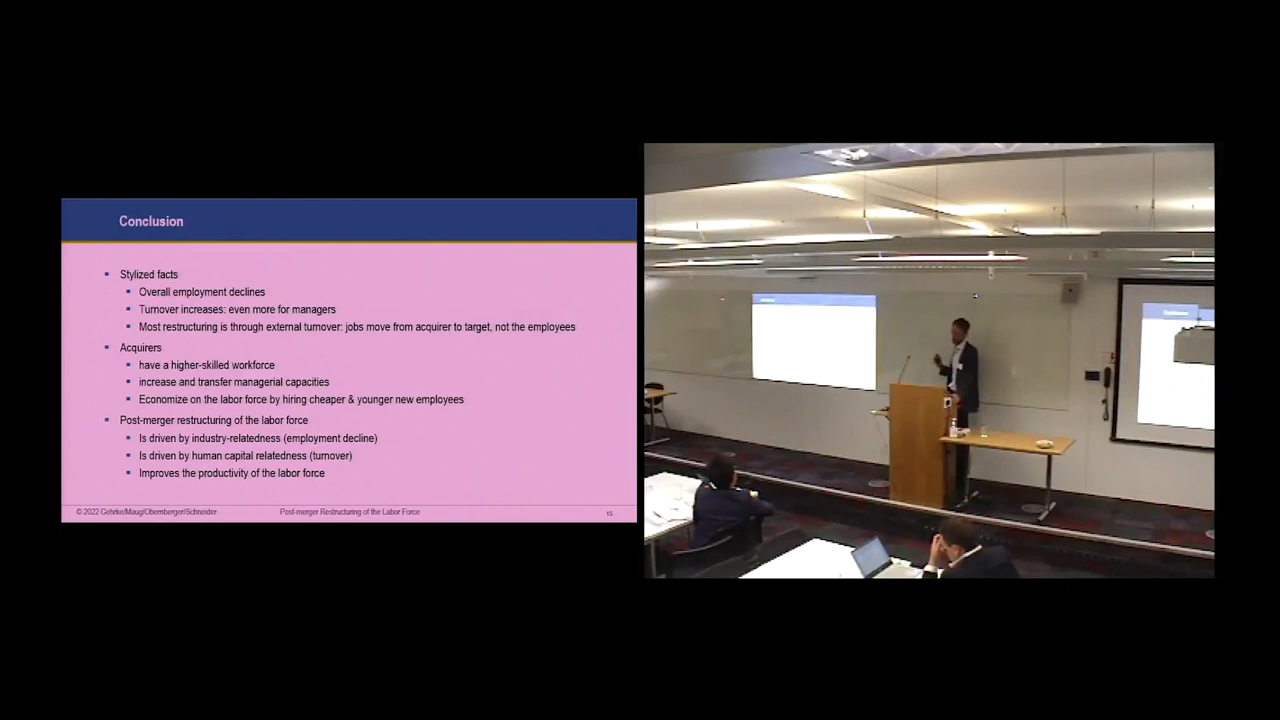 Conclusion
Stylized facts
Overall employment declines
Turnover increases: even more for managers
Most restructuring is through external turnover: jobs move from acquirer to target, not the employees
Acquirers
have a higher-skilled workforce
increase and transfer managerial capacities
Economize on the labor force by hiring cheaper & younger new employees
Post-merger restructuring of the labor force
Is driven by industry-relatedness (employment decline)
Is driven by human capital relatedness (turnover)
Improves the productivity of the labor force
© 2022 Gehrke/Maug/Obernberger/Schneider
Post-merger Restructuring of the Labor Force
15
Conclusion